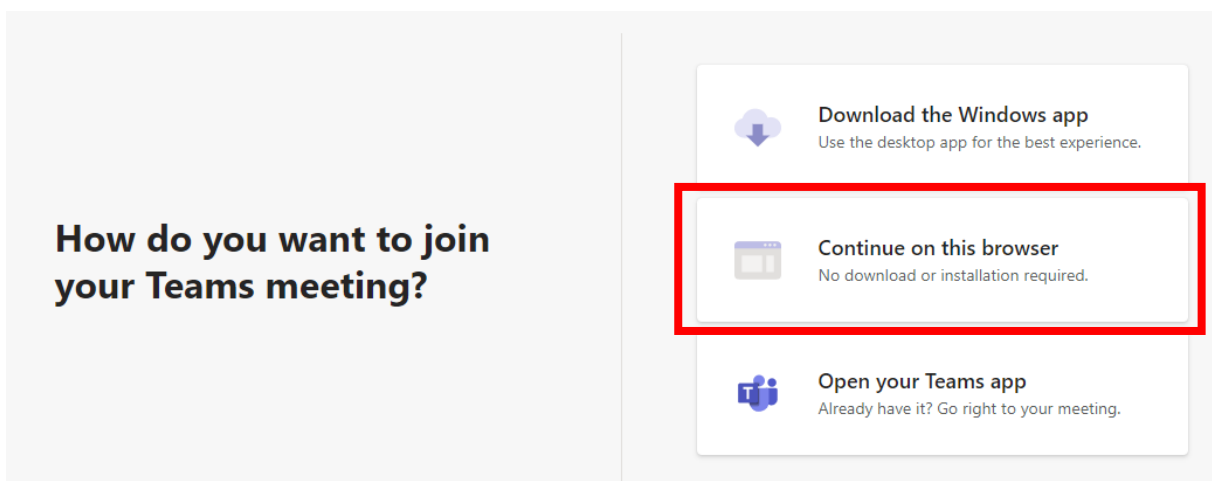 How do you want to join
your Teams meeting?
Download the Windows app
Use the desktop app for the best experience.
Continue on this browser
No download or installation required.
Open your Teams app
Already have it? Go right to your meeting.